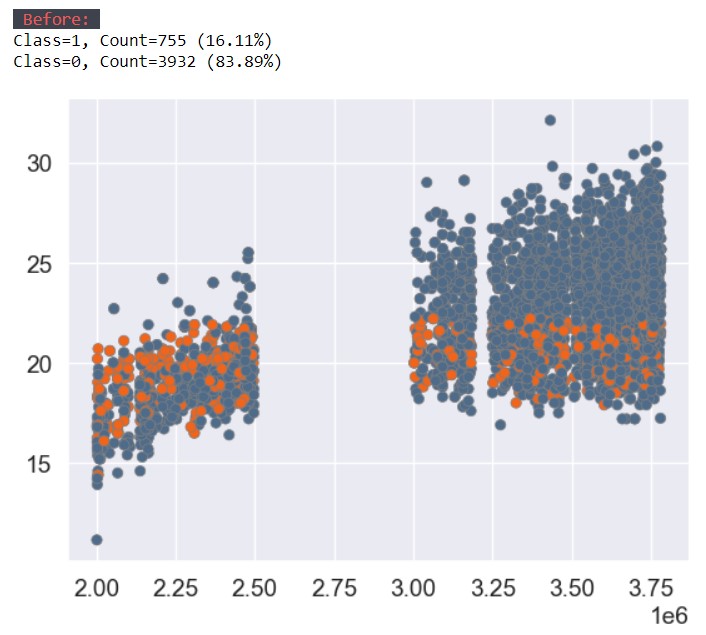 Before:
Class=1, Count=755 (16.11%)
Class=0, Count=3932 (83.89%)
30
25
20
15
2.00 2.25 2.50 2.75 3.00 3.25 3.50 3.75
1e6